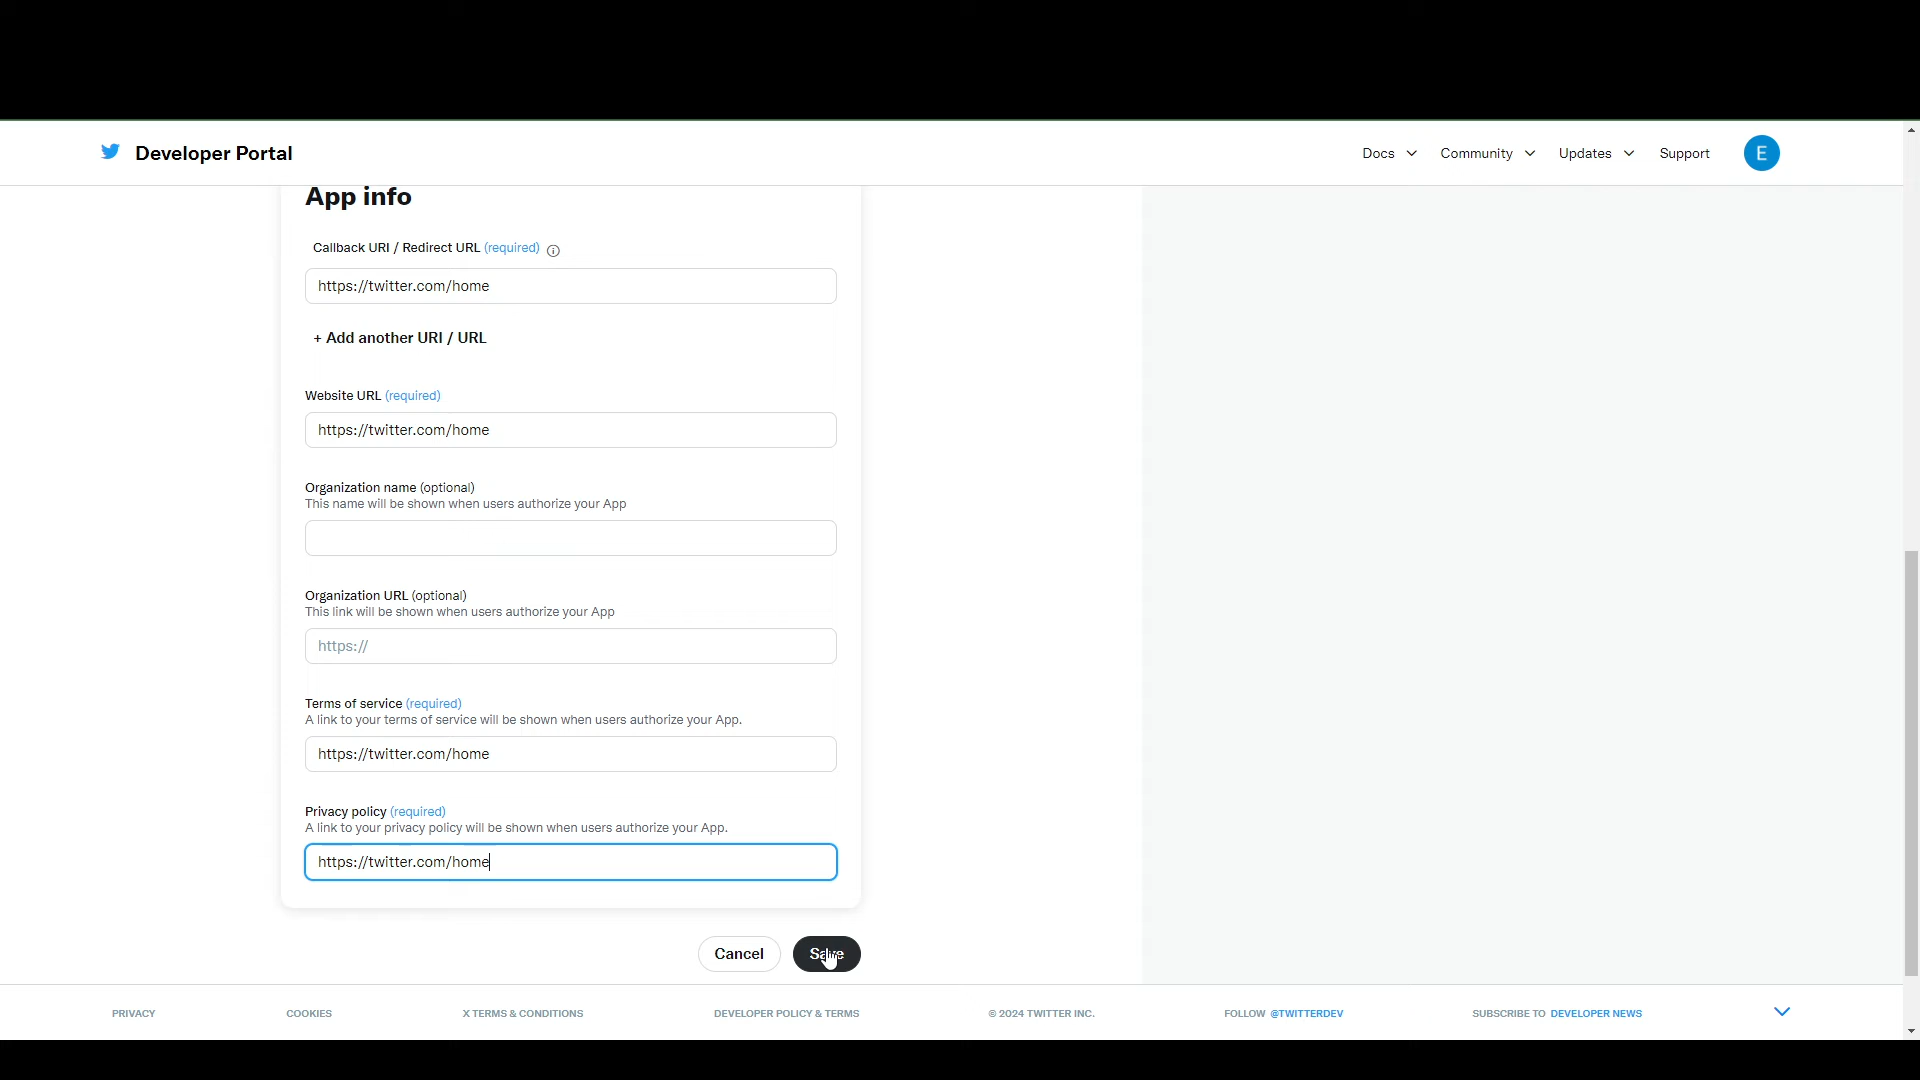 Developer Portal
Docs
Community
Updates
Support
E
App info
Callback URI / Redirect URL (required)
https://twitter.com/home
+ Add another URI / URL
Website URL (required)
https://twitter.com/home
Organization name (optional)
This name will be shown when users authorize your App
Organization URL (optional)
This link will be shown when users authorize your App
https://
Terms of service (required)
A link to your terms of service will be shown when users authorize your App.
https://twitter.com/home
Privacy policy (required)
A link to your privacy policy will be shown when users authorize your App.
https://twitter.com/home
Cancel
Save
PRIVACY
COOKIES
X TERMS & CONDITIONS
DEVELOPER POLICY & TERMS
© 2024 TWITTER INC.
FOLLOW @TWITTERDEV
SUBSCRIBE TO DEVELOPER NEWS